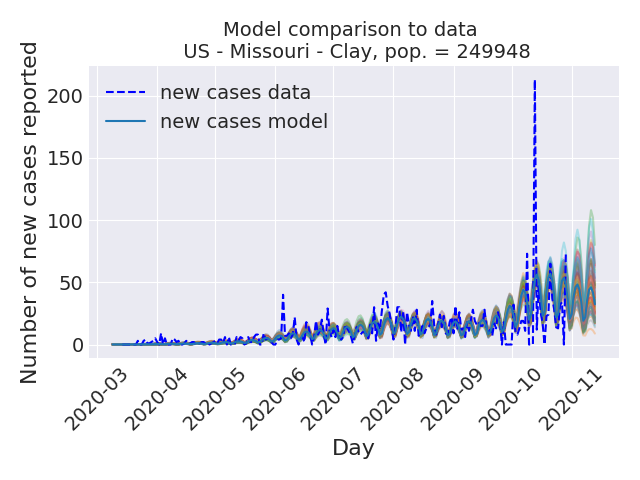 Model comparison to data
US - Missouri - Clay, pop. = 249948
Number of new cases reported
200
150
100
50
0
new cases data
new cases model
2020-03
2020-04
2020-05
2020-06
2020-07
2020-08
2020-09
2020-10
2020-11
Day